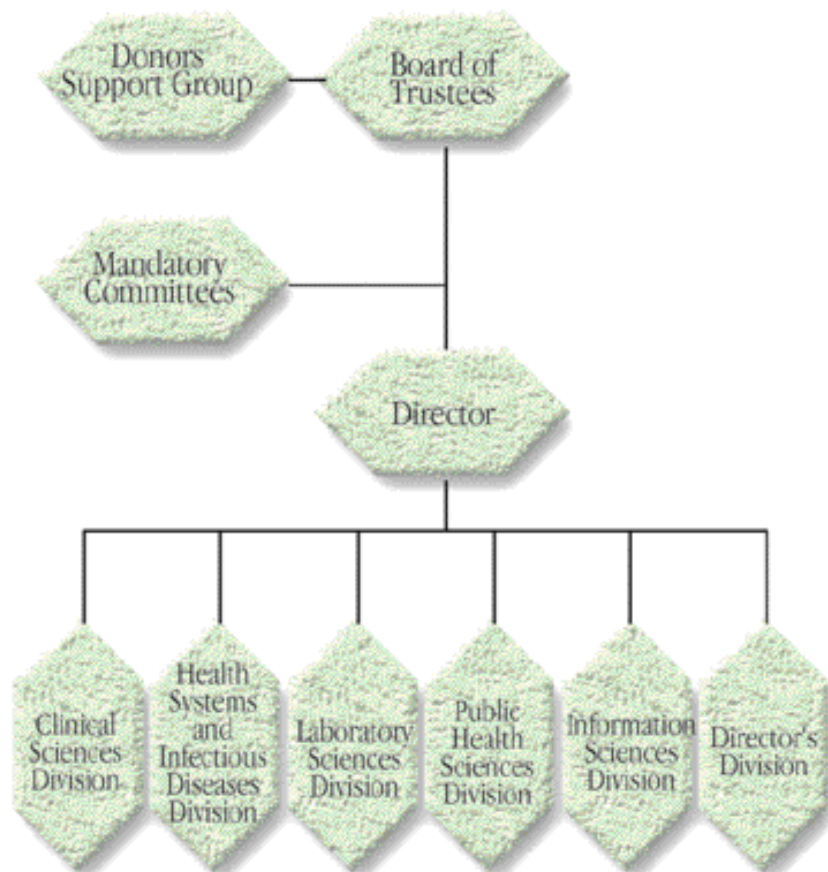 Donors
Support Group
Board of
Trustees
Mandatory
Committees
Director
Clinical
Sciences
Division
Health
Systems
and
Infectious
Diseases
Division
Laboratory
Sciences
Division
Public
Health
Sciences
Division
Information
Sciences
Division
Director's
Division